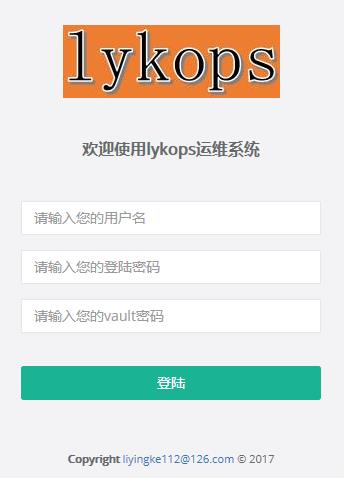 lykops
欢迎使用lykops运维系统
请输入您的用户名
请输入您的登陆密码
请输入您的vault密码
登陆
Copyright liyingke112@126.com © 2017